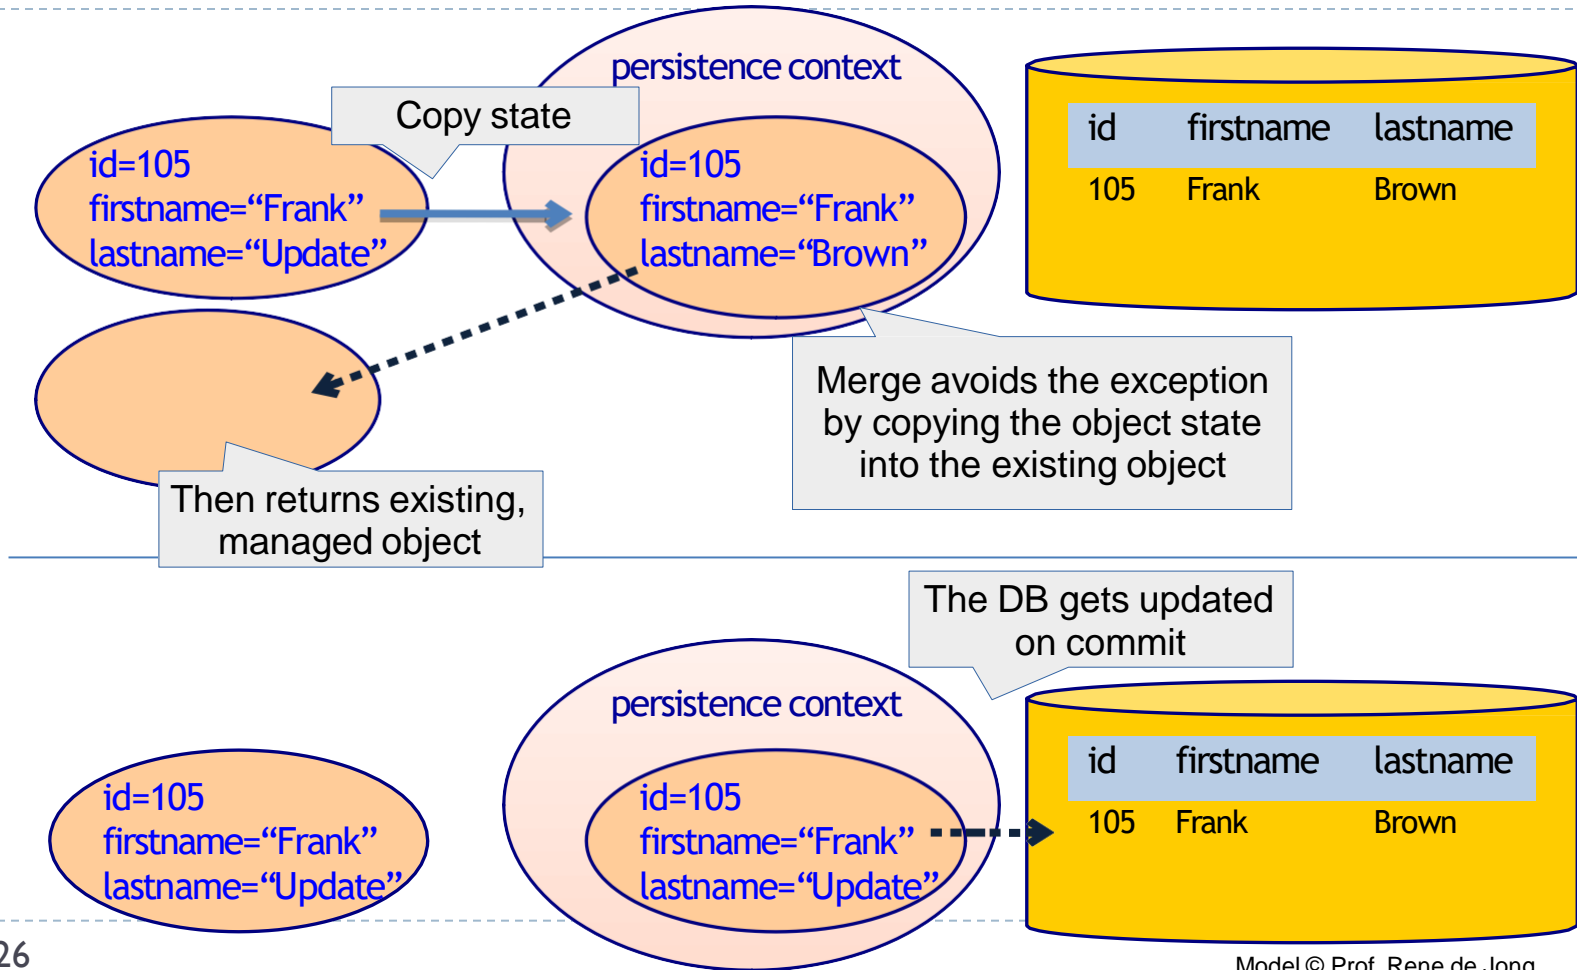 persistence context
Copy state
id=105
firstname=“Frank”
lastname=“Update”
id=105
firstname=“Frank”
lastname=“Brown”
id firstname lastname
105 Frank Brown
Merge avoids the exception
by copying the object state
into the existing object
Then returns existing,
managed object
The DB gets updated
on commit
persistence context
id=105
firstname=“Frank”
lastname=“Update”
id=105
firstname=“Frank”
lastname=“Update”
id firstname lastname
105 Frank Brown
26
Model © Prof. Rene de Jong